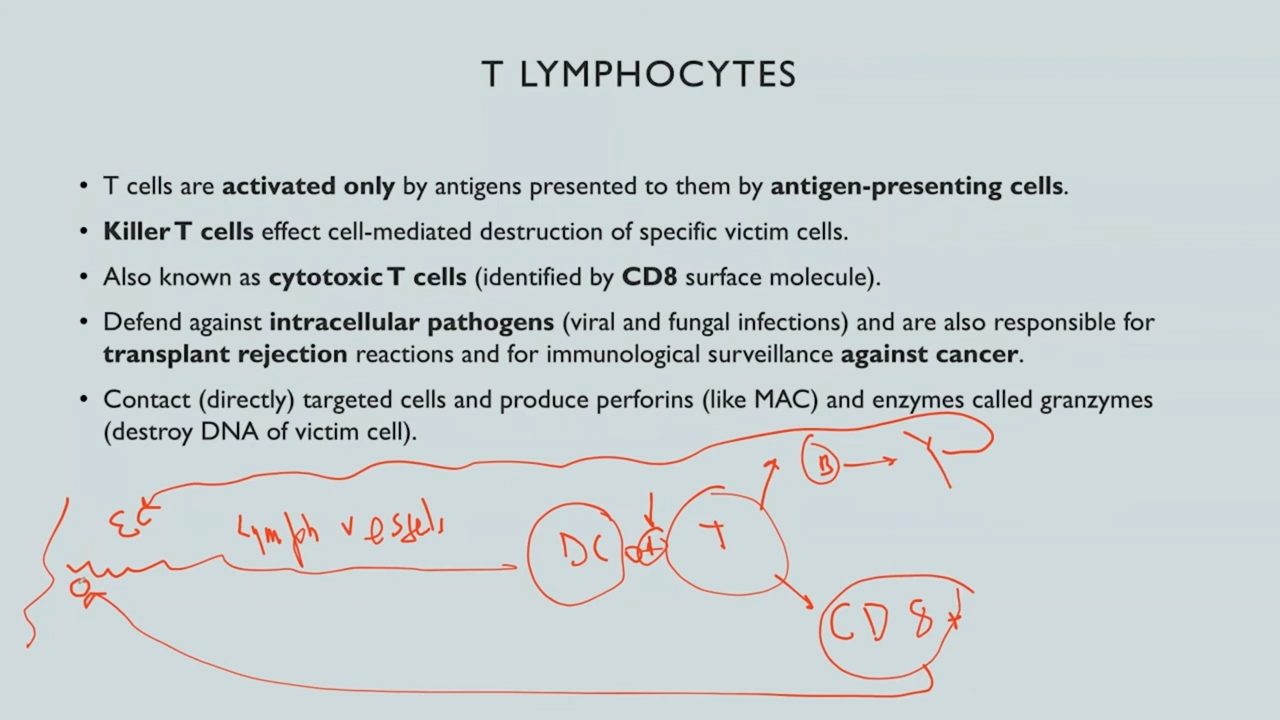 T LYMPHOCYTES
• T cells are activated only by antigens presented to them by antigen-presenting cells.
• Killer T cells effect cell-mediated destruction of specific victim cells.
• Also known as cytotoxic T cells (identified by CD8 surface molecule).
• Defend against intracellular pathogens (viral and fungal infections) and are also responsible for
transplant rejection reactions and for immunological surveillance against cancer.
• Contact (directly) targeted cells and produce perforins (like MAC) and enzymes called granzymes
(destroy DNA of victim cell).
B
Lymph vessels
DC
T
CD8